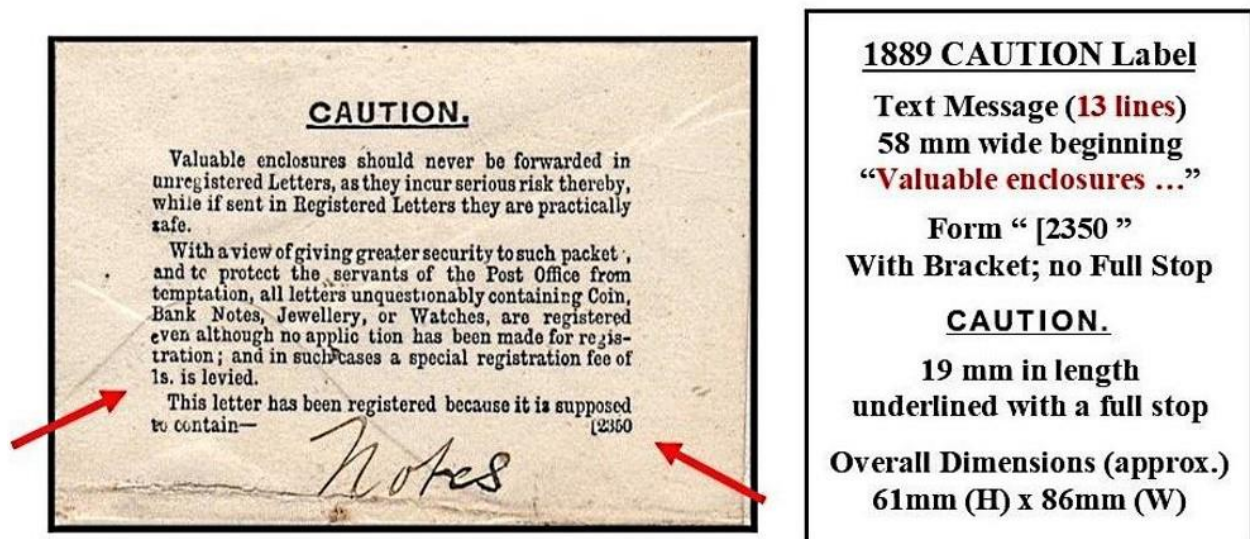 CAUTION.
Valuable enclosures should never be forwarded in
unregistered Letters, as they incur serious risk thereby,
while if sent in Registered Letters they are practically
safe.
With a view of giving greater security to such packet ,
and to protect the servants of the Post Office from
temptation, all letters unquestionably containing Coin,
Bank Notes, Jewellery, or Watches, are registered
even although no applic tion has been made for regis-
tration; and in such cases a special registration fee of
1s. is levied.
This letter has been registered because it is supposed
to contain— [2350
Notes
1889 CAUTION Label
Text Message (13 lines)
58 mm wide beginning
“Valuable enclosures ...”
Form “ [2350 ”
With Bracket; no Full Stop
CAUTION.
19 mm in length
underlined with a full stop
Overall Dimensions (approx.)
61mm (H) x 86mm (W)